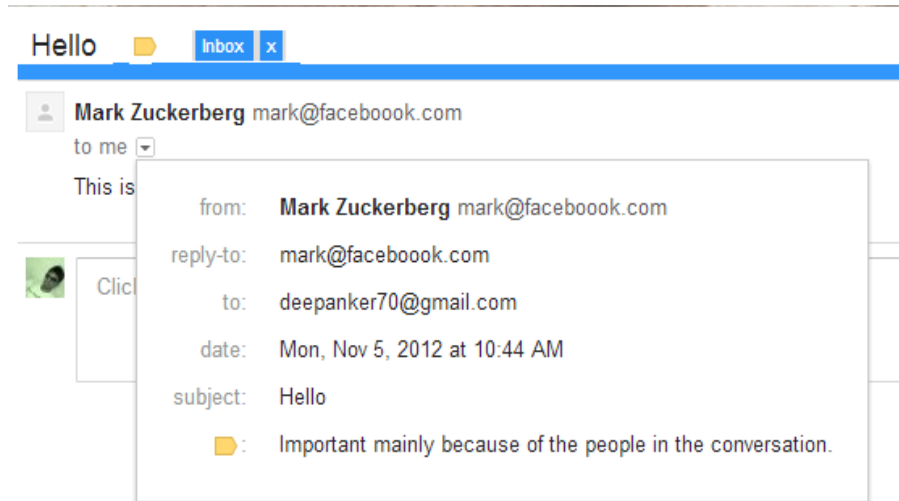 Hello Inbox x
Mark Zuckerberg mark@faceboook.com
to me
This is
from: Mark Zuckerberg mark@faceboook.com
reply-to: mark@faceboook.com
Clic
to: deepanker70@gmail.com
date: Mon, Nov 5, 2012 at 10:44 AM
subject: Hello
: Important mainly because of the people in the conversation.